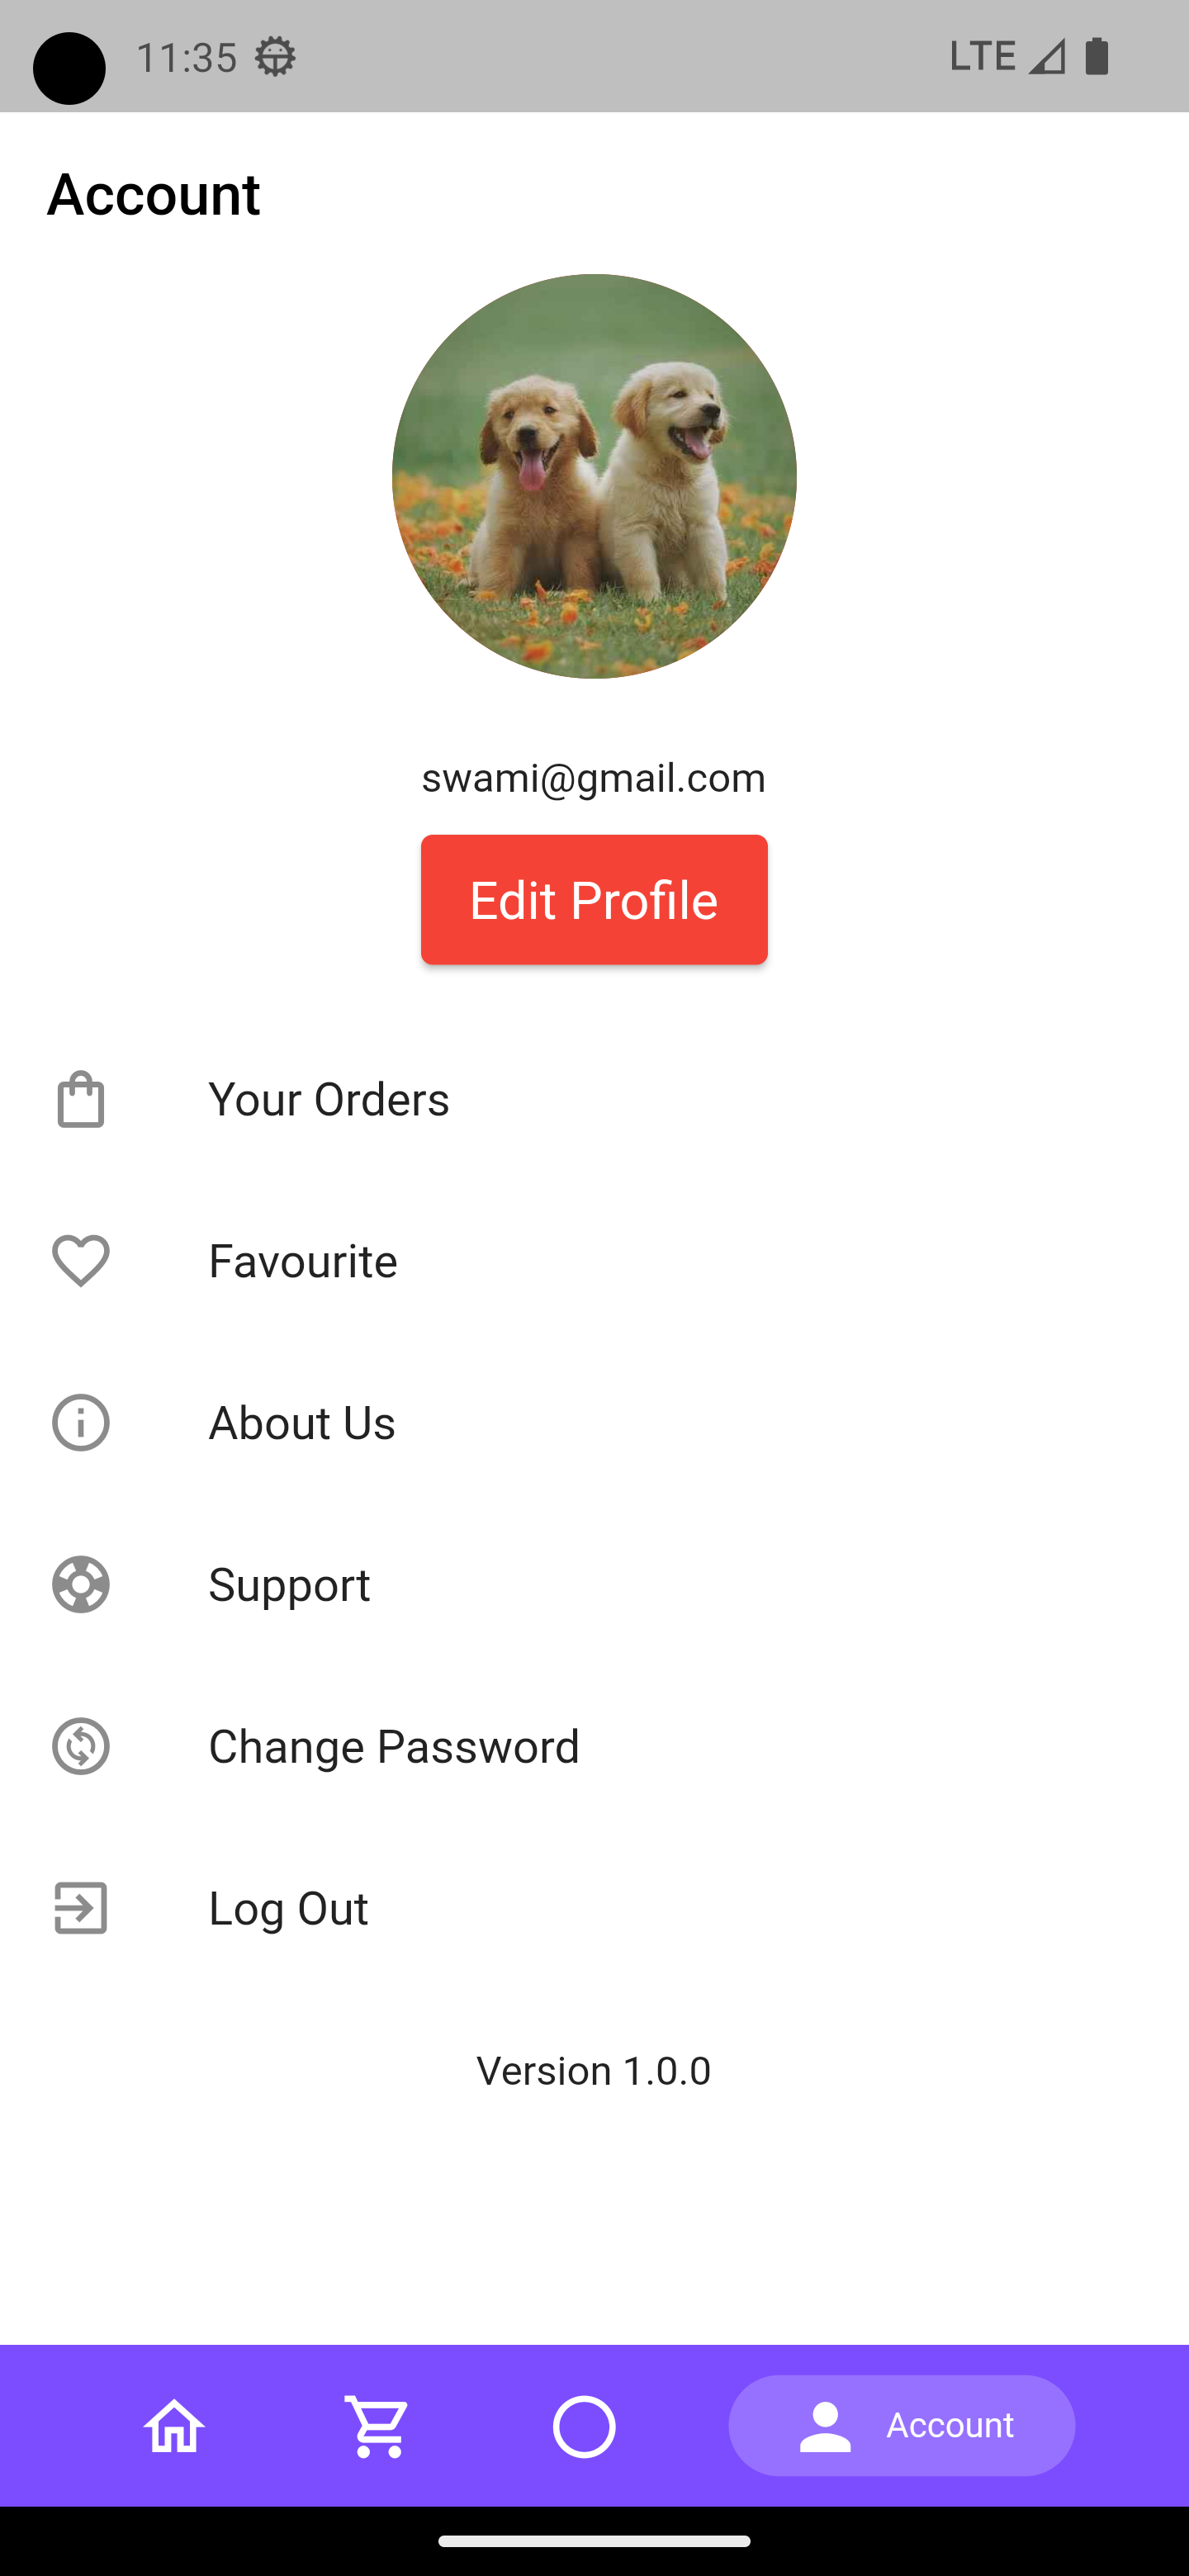 11:35 LTE
Account
swami@gmail.com
Edit Profile
Your Orders
Favourite
About Us
Support
Change Password
Log Out
Version 1.0.0
Account